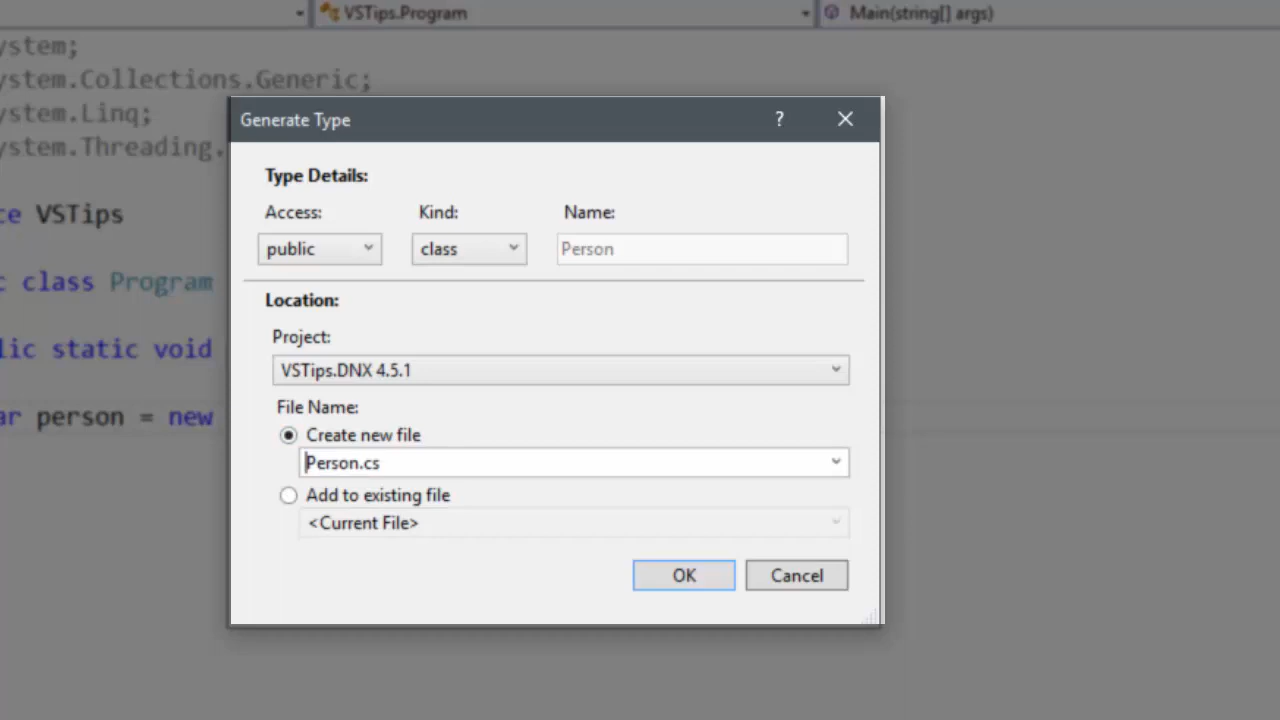 VSTips.Program Main(string[] args)
ystem;
ystem.Collections.Generic;
ystem.Linq;
ystem.Threading.
ce VSTips
c class Program
lic static void
ar person = new
Generate Type ?
Type Details:
Access: Kind: Name:
public class Person
Location:
Project:
VSTips.DNX 4.5.1
File Name:
Create new file
Person.cs
Add to existing file
<Current File>
OK Cancel